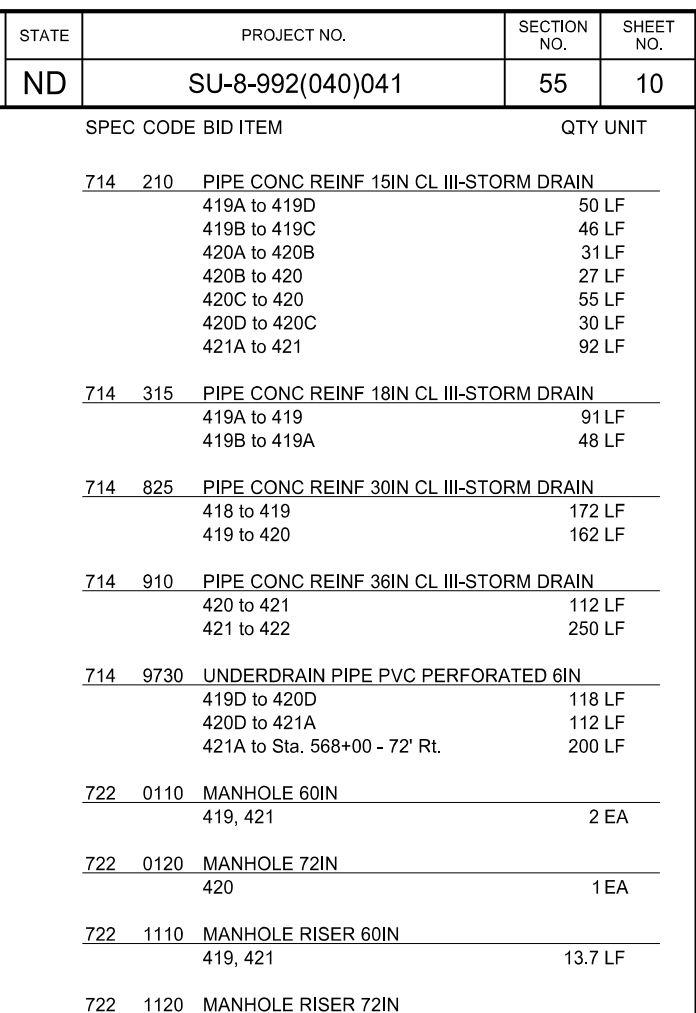 STATE PROJECT NO. SECTION NO. SHEET NO.
ND SU-8-992(040)041 55 10
SPEC CODE BID ITEM QTY UNIT
714 210 PIPE CONC REINF 15IN CL III-STORM DRAIN
419A to 419D 50 LF
419B to 419C 46 LF
420A to 420B 31 LF
420B to 420 27 LF
420C to 420 55 LF
420D to 420C 30 LF
421A to 421 92 LF
714 315 PIPE CONC REINF 18IN CL III-STORM DRAIN
419A to 419 91 LF
419B to 419A 48 LF
714 825 PIPE CONC REINF 30IN CL III-STORM DRAIN
418 to 419 172 LF
419 to 420 162 LF
714 910 PIPE CONC REINF 36IN CL III-STORM DRAIN
420 to 421 112 LF
421 to 422 250 LF
714 9730 UNDERDRAIN PIPE PVC PERFORATED 6IN
419D to 420D 118 LF
420D to 421A 112 LF
421A to Sta. 568+00 - 72' Rt. 200 LF
722 0110 MANHOLE 60IN
419, 421 2 EA
722 0120 MANHOLE 72IN
420 1 EA
722 1110 MANHOLE RISER 60IN
419, 421 13.7 LF
722 1120 MANHOLE RISER 72IN